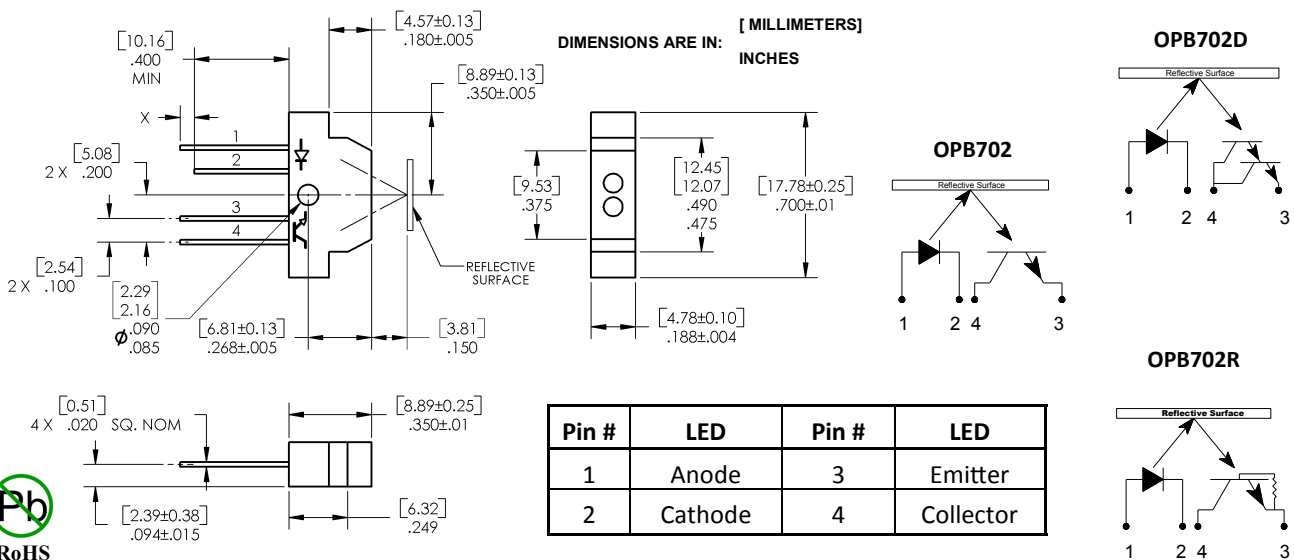 [4.57±0.13]
.180±.005
[10.16]
.400
MIN
DIMENSIONS ARE IN:
[ MILLIMETERS]
INCHES
[8.89±0.13]
.350±.005
X
1
2
3
4
2 X [5.08]
.200
[2.54]
2 X .100
[2.29]
[2.16]
Φ.090
.085
[6.81±0.13]
.268±.005
[3.81]
.150
REFLECTIVE
SURFACE
[9.53]
.375
[12.45]
[12.07]
.490
.475
[17.78±0.25]
.700±.01
[4.78±0.10]
.188±.004
OPB702
Reflective Surface
1 2 4 3
OPB702D
Reflective Surface
1 2 4 3
OPB702R
Reflective Surface
1 2 4 3
[0.51]
4 X .020 SQ. NOM
[8.89±0.25]
.350±.01
[2.39±0.38]
.094±.015
[6.32]
.249
Pb
RoHS
Pin # LED Pin # LED
1 Anode 3 Emitter
2 Cathode 4 Collector